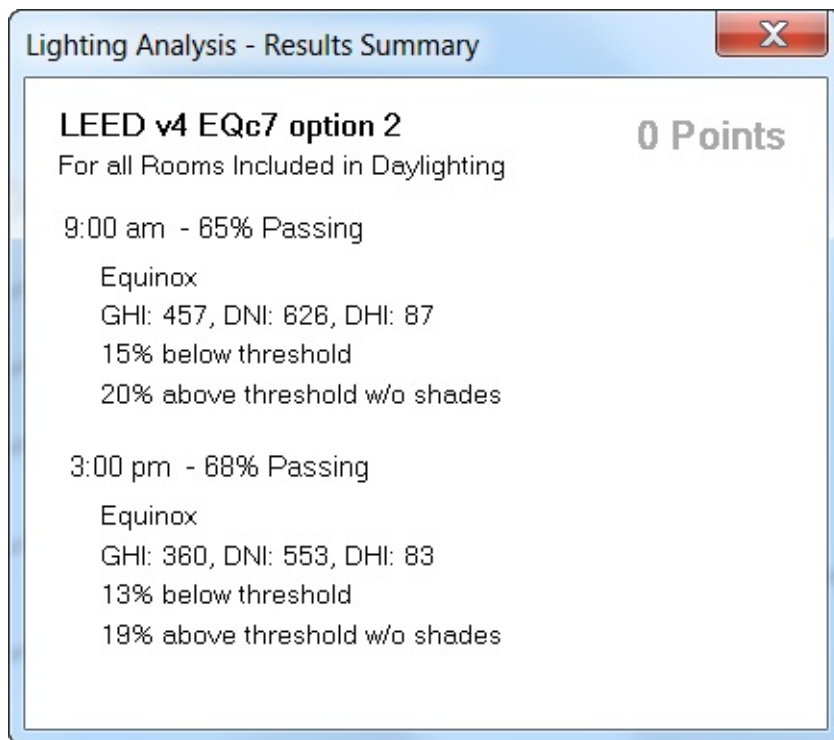 Lighting Analysis - Results Summary
LEED v4 EQc7 option 2
0 Points
For all Rooms Included in Daylighting
9:00 am - 65% Passing
Equinox
GHI: 457, DNI: 626, DHI: 87
15% below threshold
20% above threshold w/o shades
3:00 pm - 68% Passing
Equinox
GHI: 360, DNI: 553, DHI: 83
13% below threshold
19% above threshold w/o shades